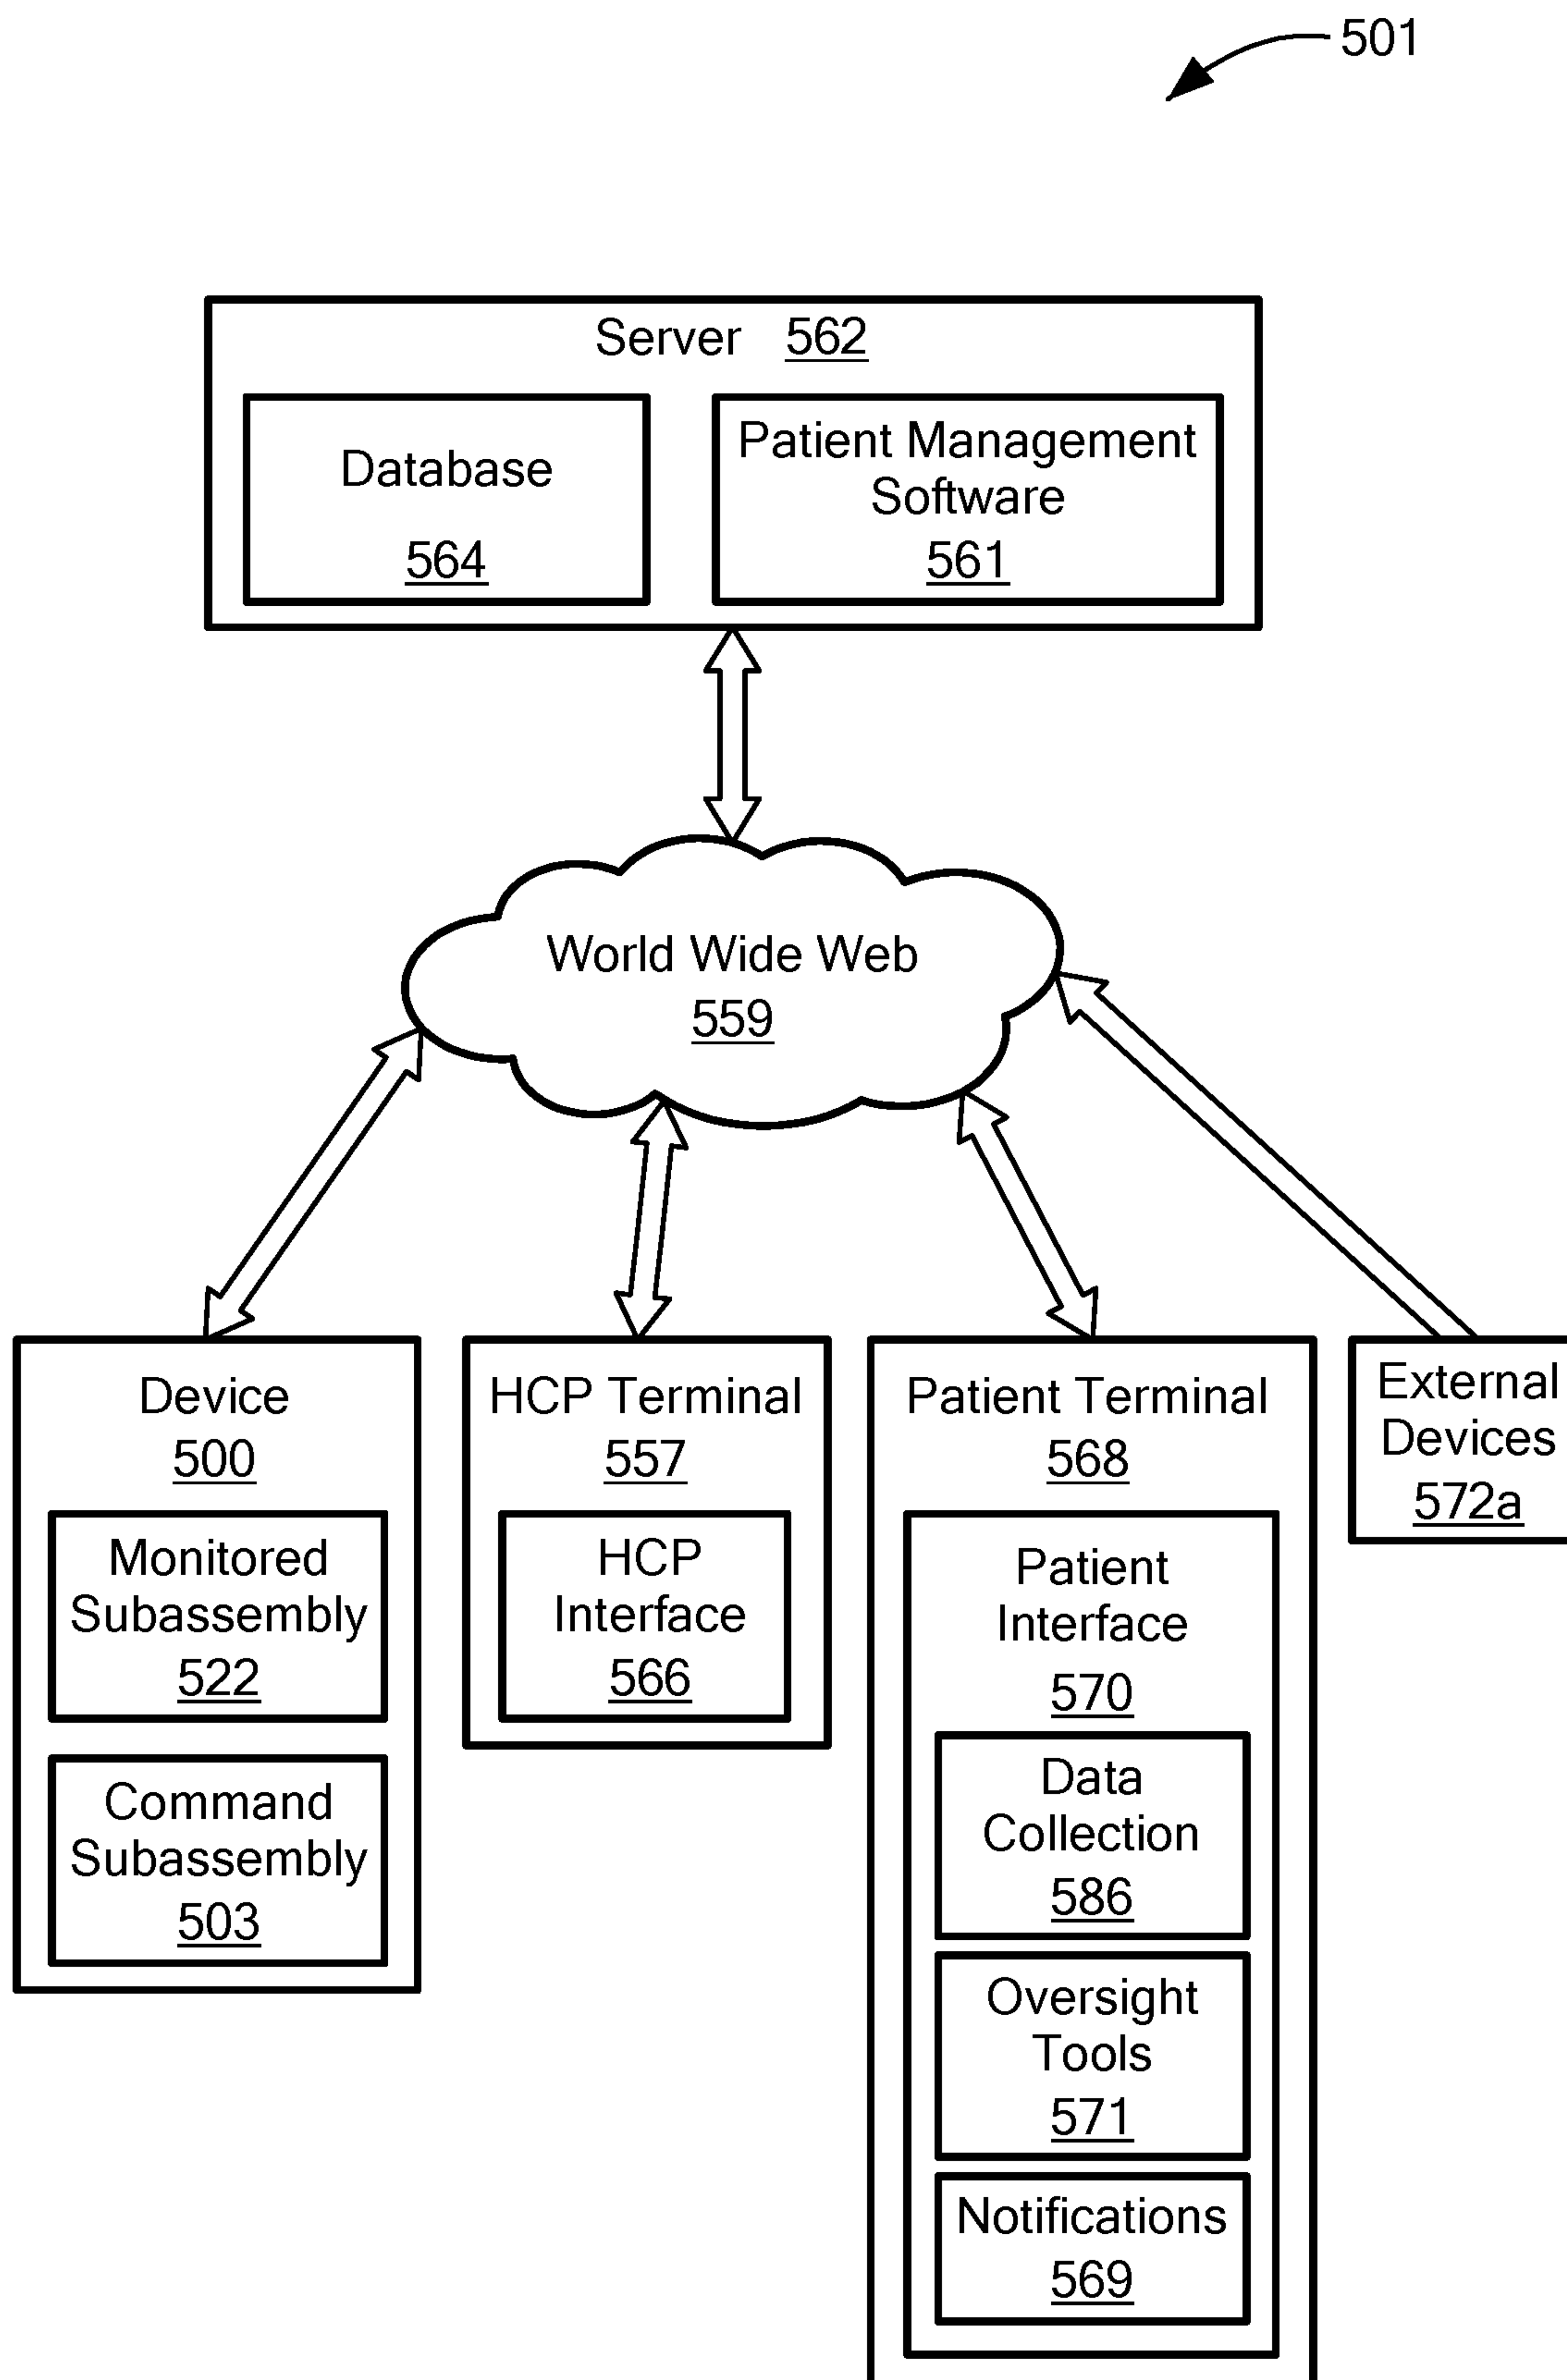 501
Server 562
Database
564
Patient Management
Software
561
World Wide Web
559
Device
500
Monitored
Subassembly
522
Command
Subassembly
503
HCP Terminal
557
HCP
Interface
566
Patient Terminal
568
Patient
Interface
570
Data
Collection
586
Oversight
Tools
571
Notifications
569
External
Devices
572a